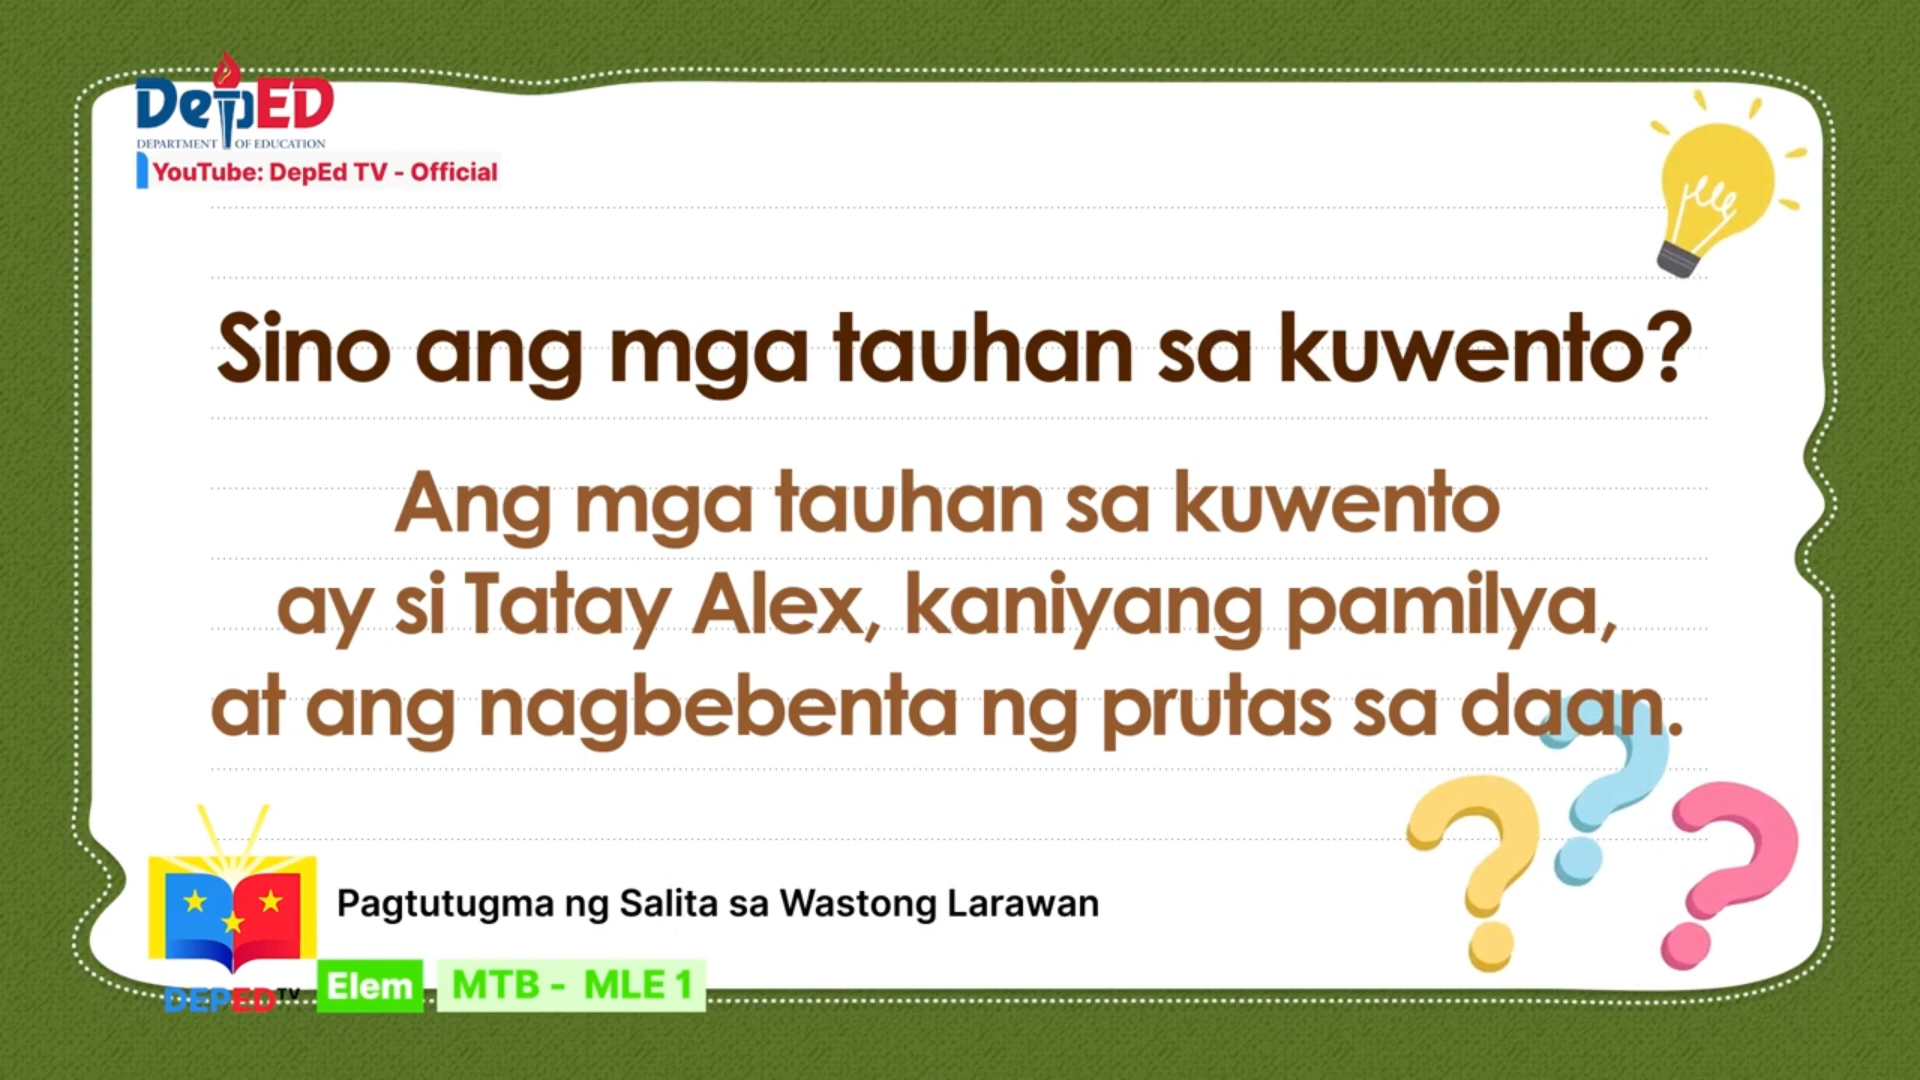 DepED
DEPARTMENT OF EDUCATION
YouTube: DepEd TV - Official
Sino ang mga tauhan sa kuwento?
Ang mga tauhan sa kuwento
ay si Tatay Alex, kaniyang pamilya,
at ang nagbebenta ng prutas sa daan.
Pagtutugma ng Salita sa Wastong Larawan
DEPED TV
Elem MTB - MLE 1